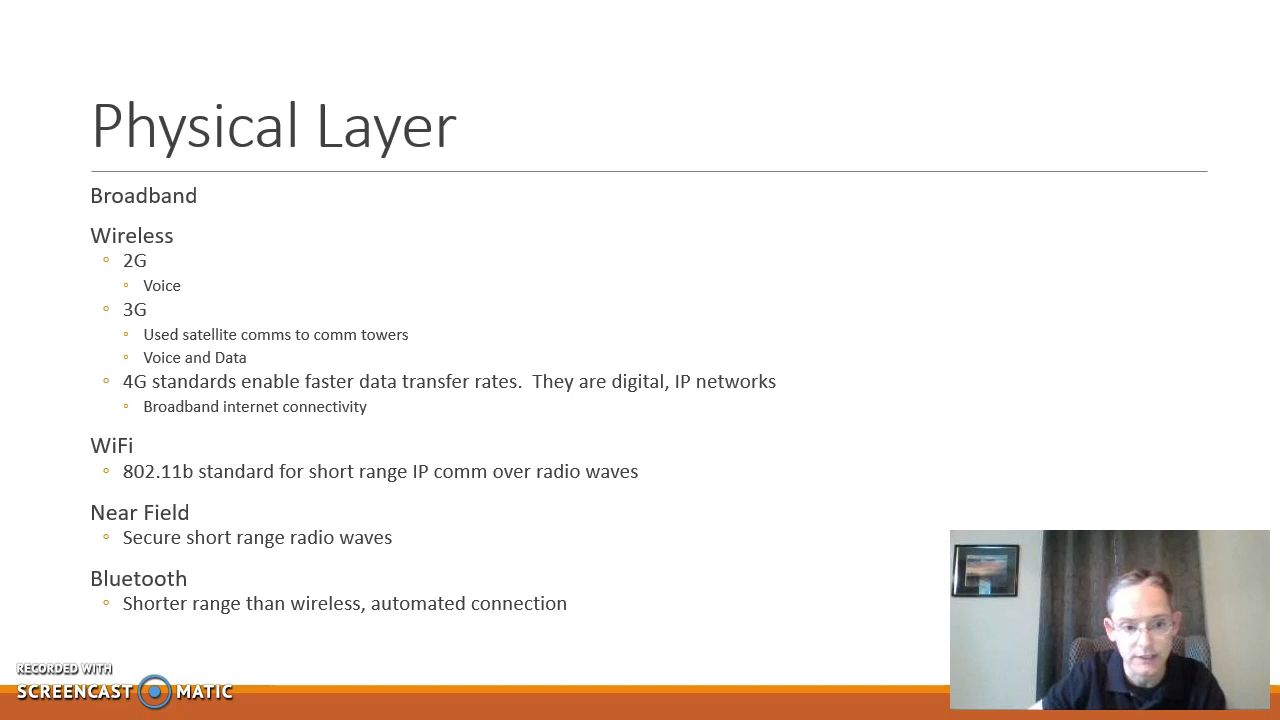 Physical Layer
Broadband
Wireless
2G
Voice
3G
Used satellite comms to comm towers
Voice and Data
4G standards enable faster data transfer rates.  They are digital, IP networks
Broadband internet connectivity
WiFi
802.11b standard for short range IP comm over radio waves
Near Field
Secure short range radio waves
Bluetooth
Shorter range than wireless, automated connection
RECORDED WITH
SCREENCAST MATIC